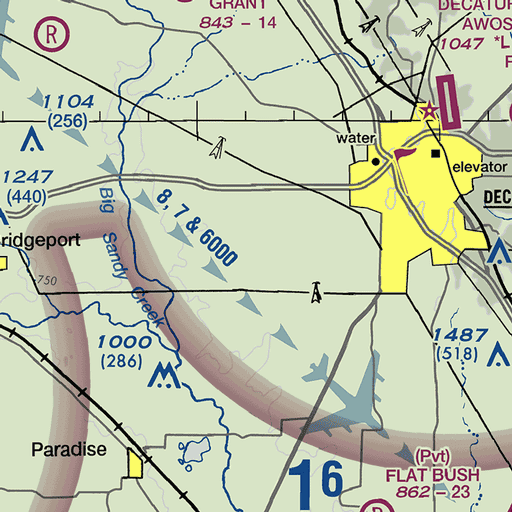 GRANY
843 - 14
R
DECATUR
AWOS
1047 *L
1104
(256)
water
elevator
1247
(440)
DEC
8, 7 & 6000
Big Sandy Creek
ridgeport
750
1000
(286)
1487
(518)
Paradise
(Pvt)
FLAT BUSH
862 - 23
16
R